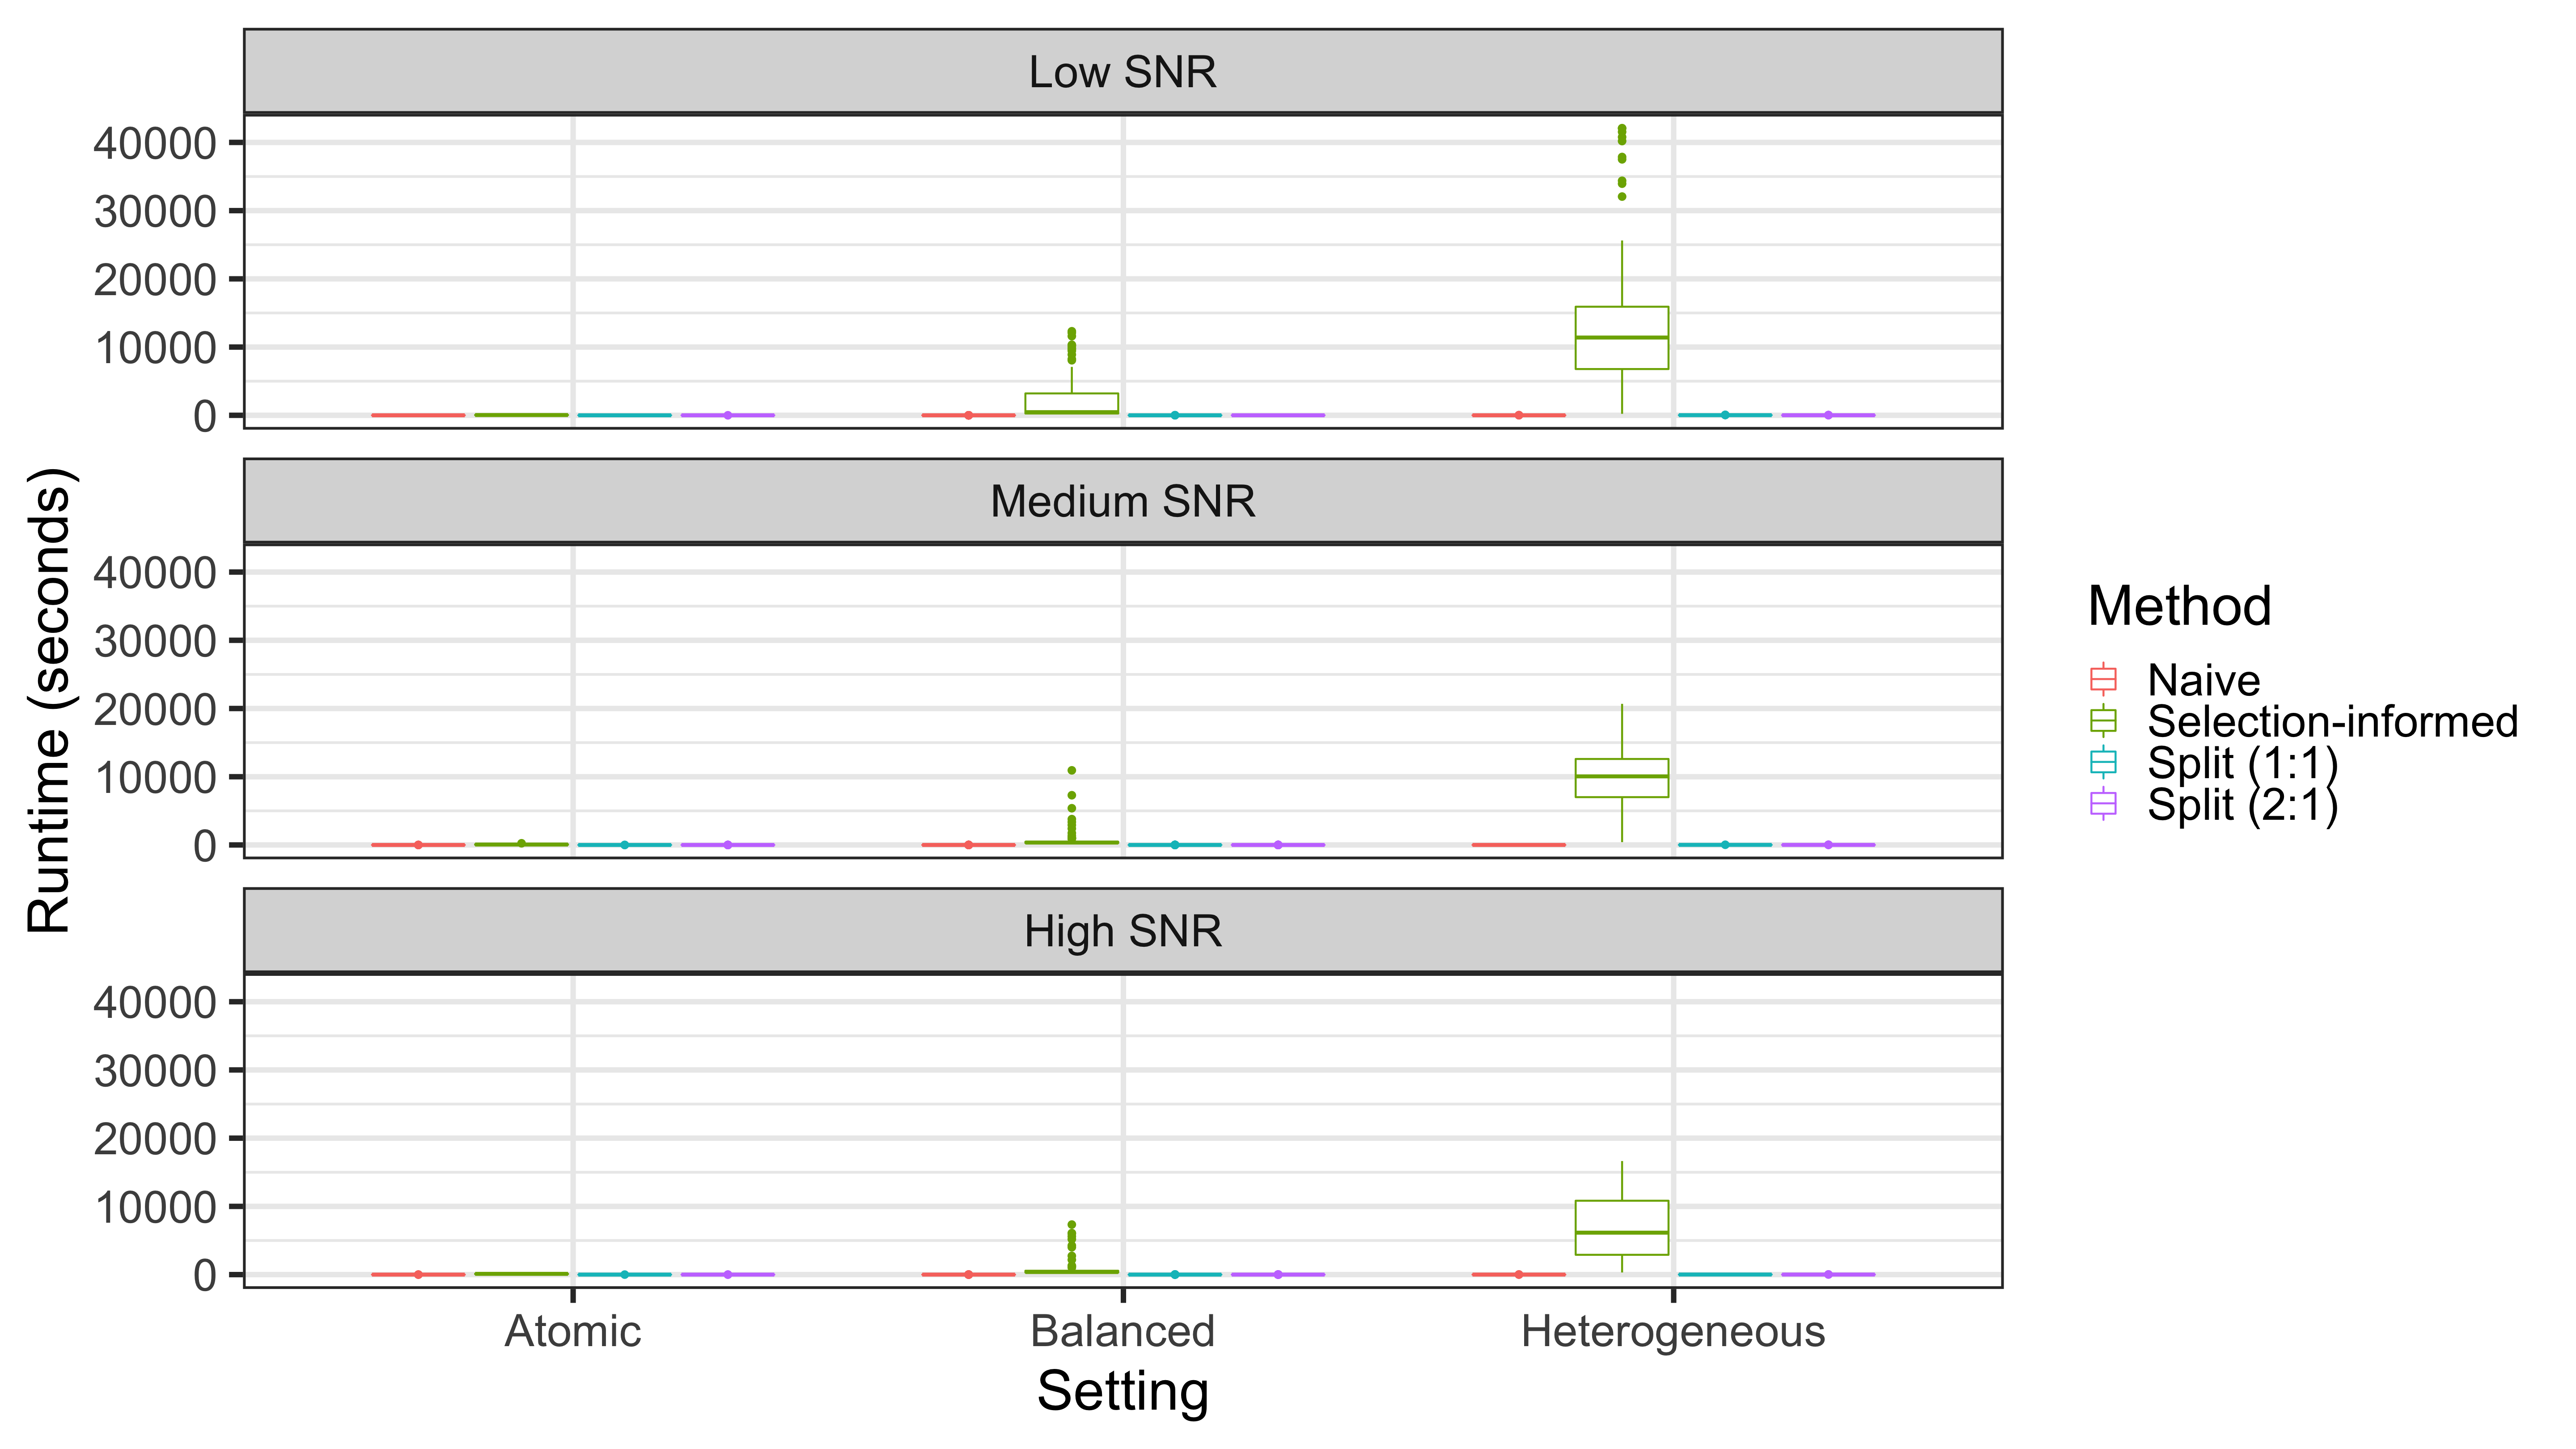 Low SNR
40000
30000
20000
10000
0
Medium SNR
40000
30000
20000
10000
0
High SNR
40000
30000
20000
10000
0
Atomic
Balanced
Heterogeneous
Setting
Runtime (seconds)
Method
Naive
Selection-informed
Split (1:1)
Split (2:1)